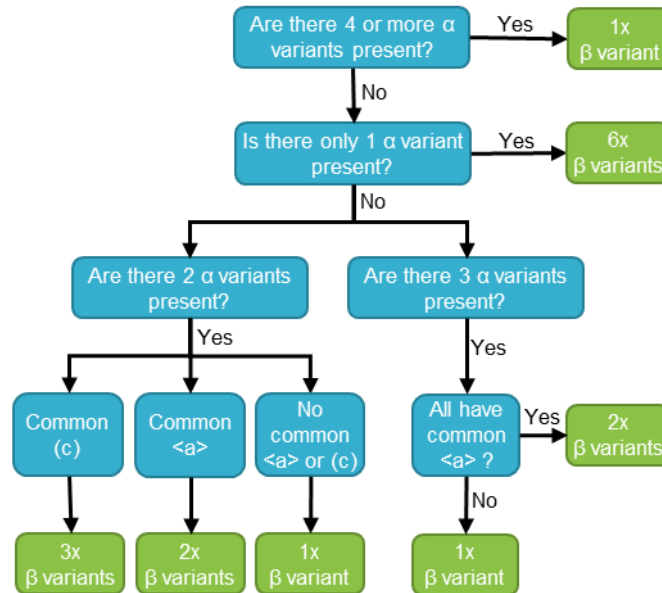 Are there 4 or more α
variants present?
Yes
1x
β variant
No
Is there only 1 α variant
present?
Yes
6x
β variants
No
Are there 2 α variants
present?
Are there 3 α variants
present?
Yes
Yes
Common
(c)
Common
<a>
No
common
<a> or (c)
All have
common
<a> ?
Yes
2x
β variants
No
3x
β variants
2x
β variants
1x
β variant
1x
β variant